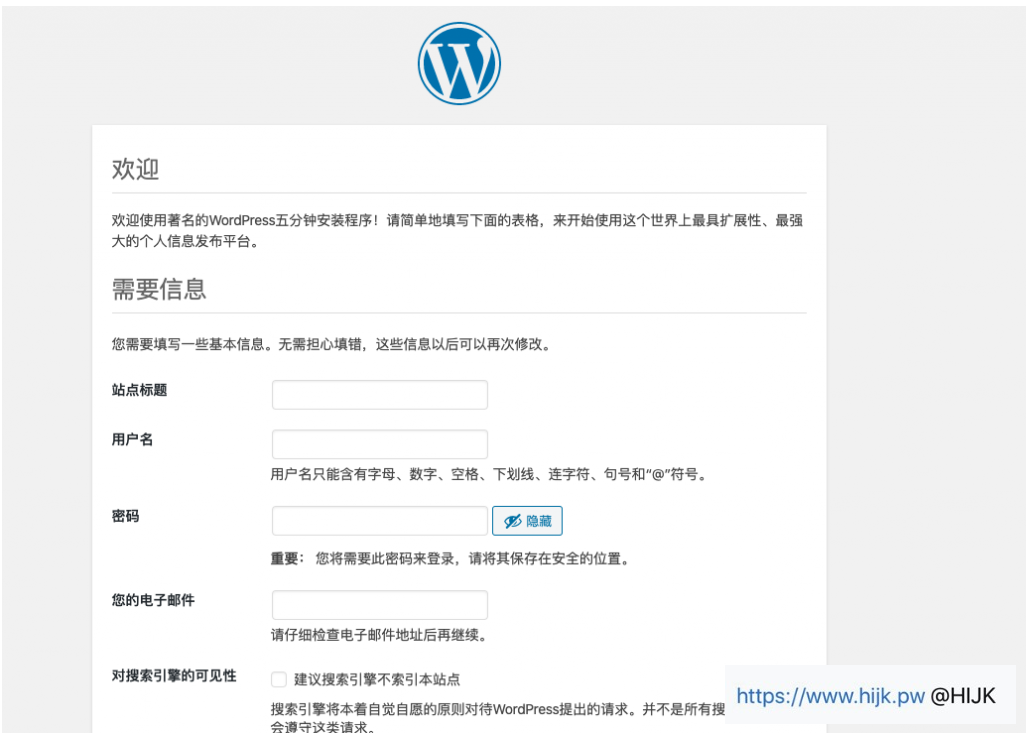 欢迎
欢迎使用著名的WordPress五分钟安装程序！请简单地填写下面的表格，来开始使用这个世界上最具扩展性、最强
大的个人信息发布平台。
需要信息
您需要填写一些基本信息。无需担心填错，这些信息以后可以再次修改。
站点标题
用户名
用户名只能含有字母、数字、空格、下划线、连字符、句号和“@”符号。
密码
隐藏
重要： 您将需要此密码来登录，请将其保存在安全的位置。
您的电子邮件
请仔细检查电子邮件地址后再继续。
对搜索引擎的可见性
建议搜索引擎不索引本站点
搜索引擎将本着自觉自愿的原则对待WordPress提出的请求。并不是所有搜
会遵守这类请求。
https://www.hijk.pw @HIJK